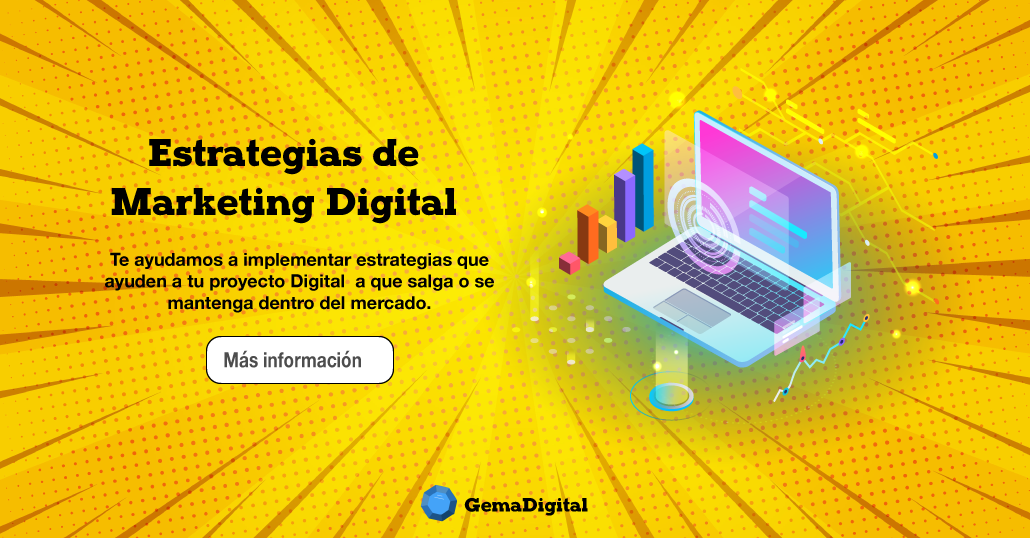 Estrategias de
Marketing Digital
Te ayudamos a implementar estrategias que
ayuden a tu proyecto Digital  a que salga o se
mantenga dentro del mercado.
Más información
GemaDigital